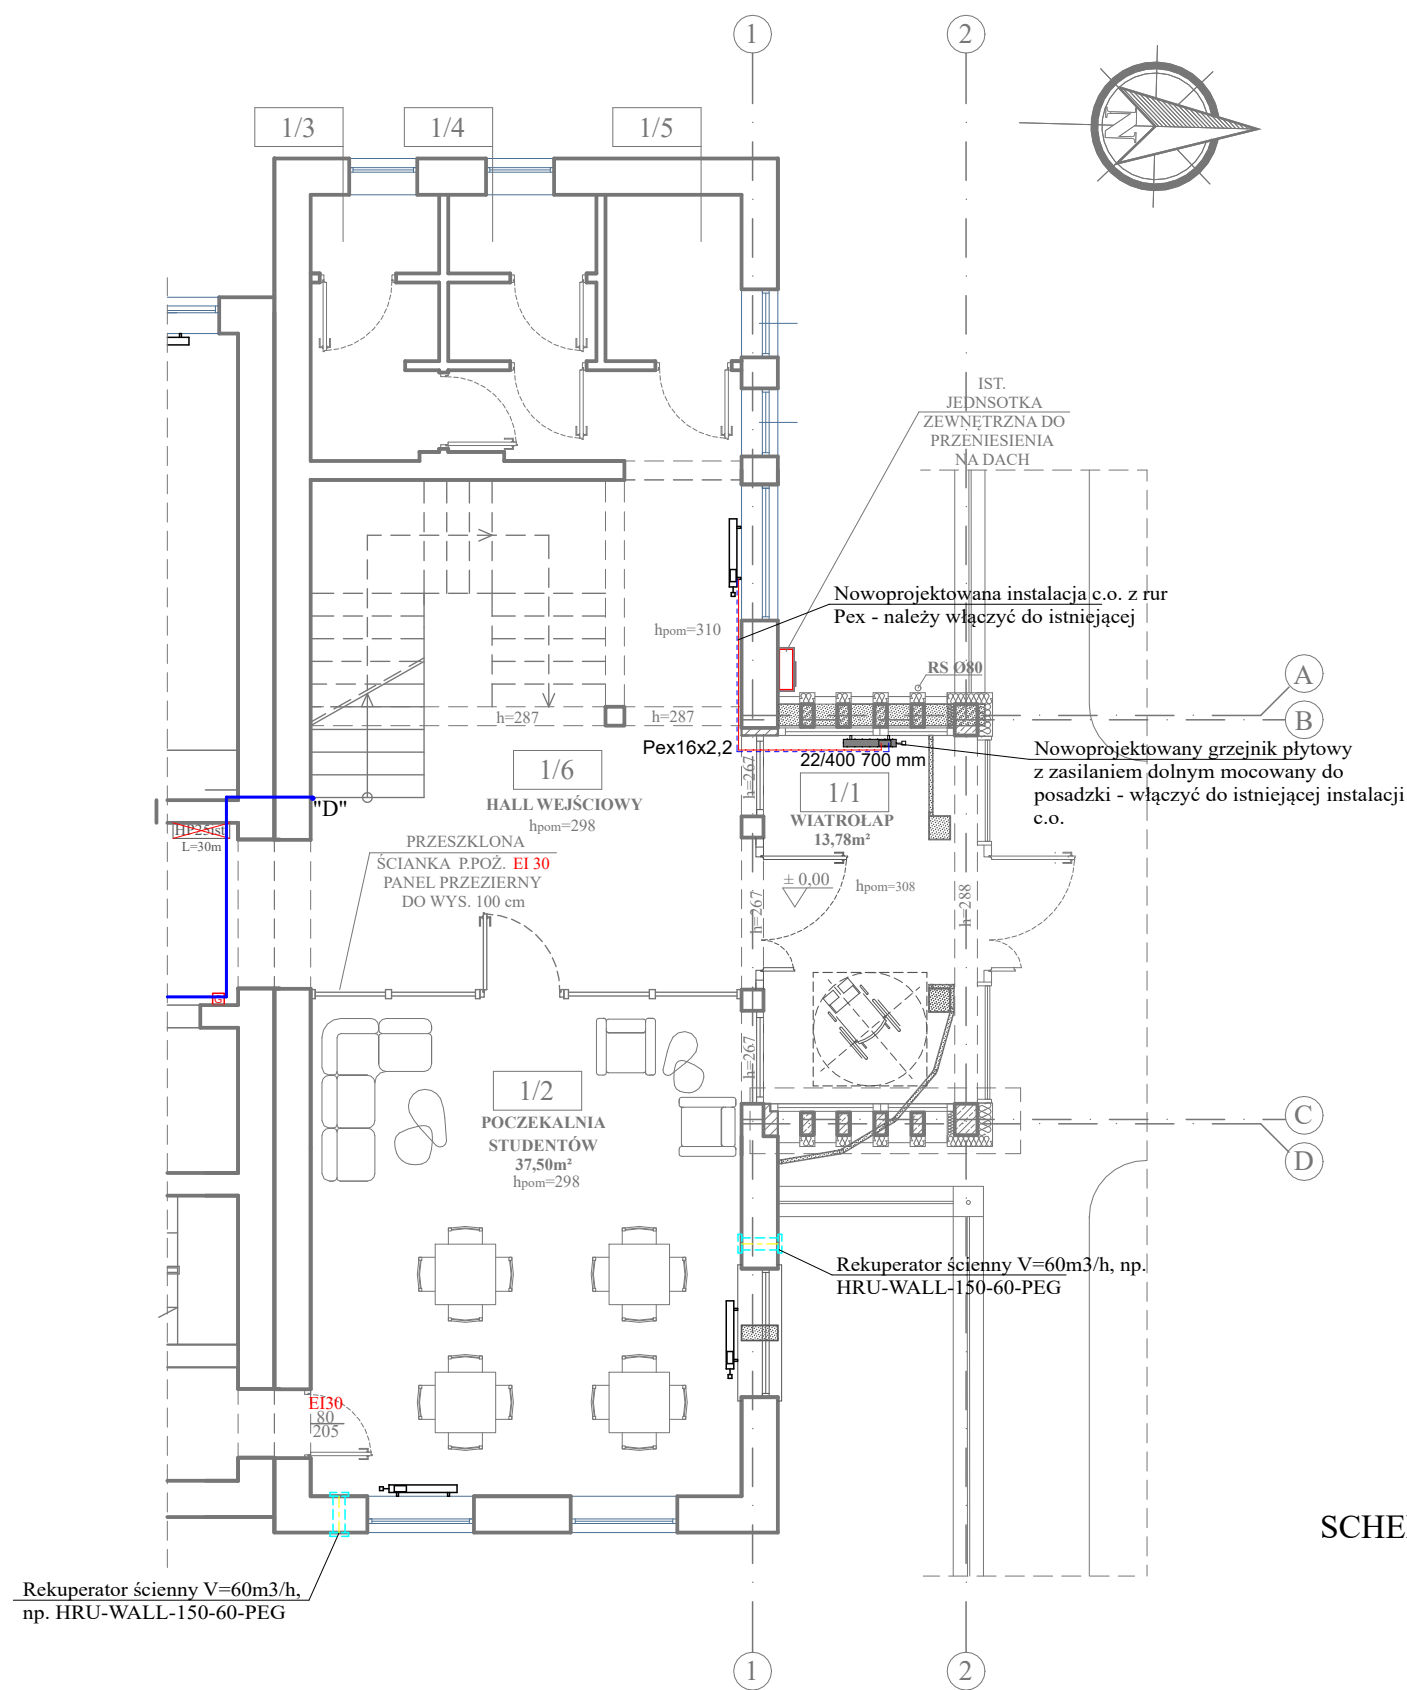 1
2
1/3
1/4
1/5
N
IST.
JEDNSOTKA
ZEWNĘTRZNA DO
PRZENIESIENIA
NA DACH
Nowoprojektowana instalacja c.o. z rur
Pex - należy włączyć do istniejącej
hpom=310
RS Ø80
A
B
h=287
h=287
Pex16x2,2
22/400 700 mm
Nowoprojektowany grzejnik płytowy
z zasilaniem dolnym mocowany do
posadzki - włączyć do istniejącej instalacji
c.o.
1/6
HALL WEJŚCIOWY
hpom=298
h=267
1/1
WIATROŁAP
13,78m²
"D"
HP25ist.
L=30m
PRZESZKLONA
ŚCIANKA P.POŻ. EI 30
PANEL PRZEZIERNY
DO WYS. 100 cm
± 0,00
hpom=308
h=267
h=288
G
h=267
1/2
POCZEKALNIA
STUDENTÓW
37,50m²
hpom=298
C
D
Rekuperator ścienny V=60m3/h, np.
HRU-WALL-150-60-PEG
EI30
80
205
SCHE
Rekuperator ścienny V=60m3/h,
np. HRU-WALL-150-60-PEG
1
2